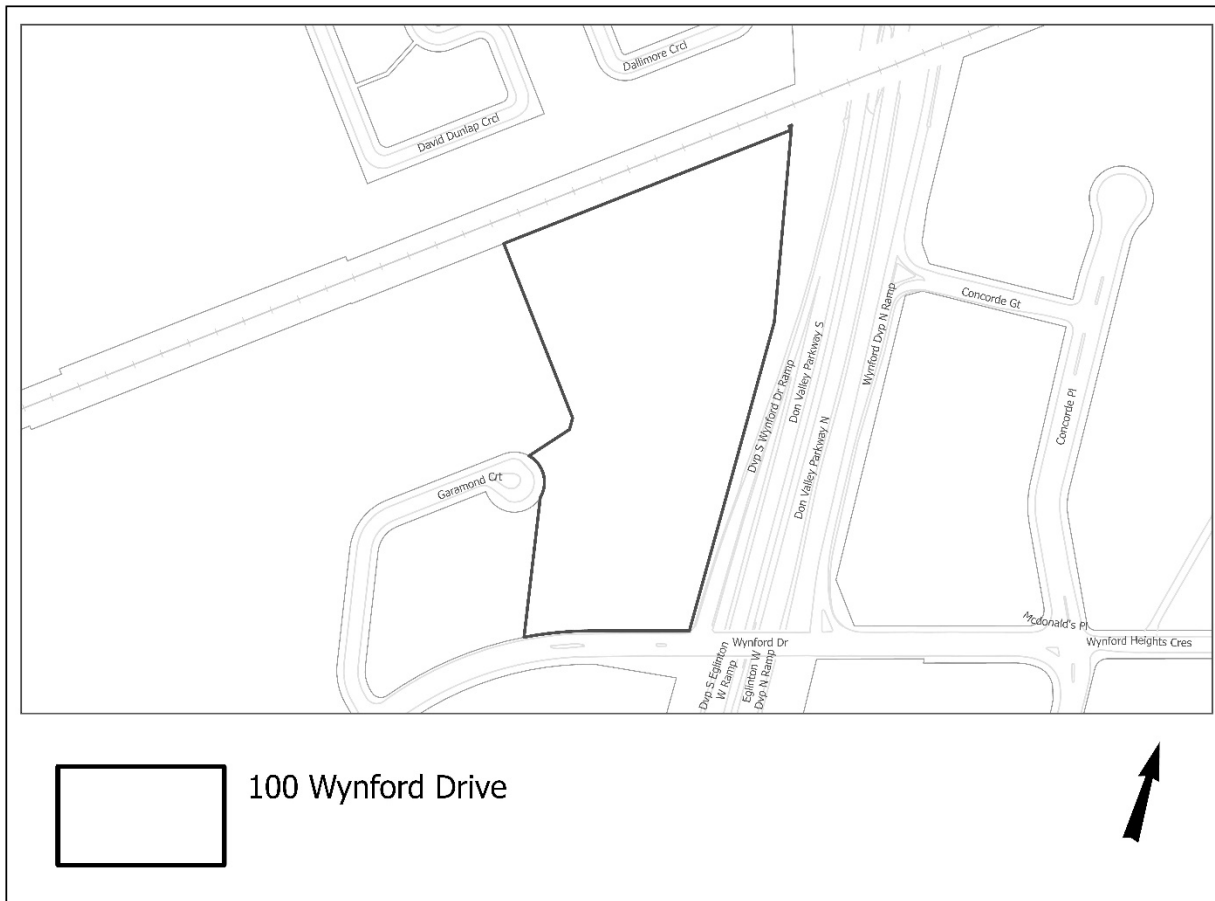 Dallimore Crcl
David Dunlap Crcl
Concorde Gt
Wynford Dvp N Ramp
Don Valley Parkway S
Dvp S Wynford Dr Ramp
Don Valley Parkway N
Concorde Pl
Garamond Crt
Mcdonald's Pl
Wynford Dr
Wynford Heights Cres
Dvp S Eglinton
W Ramp
Eglinton W
Dvp N Ramp
100 Wynford Drive